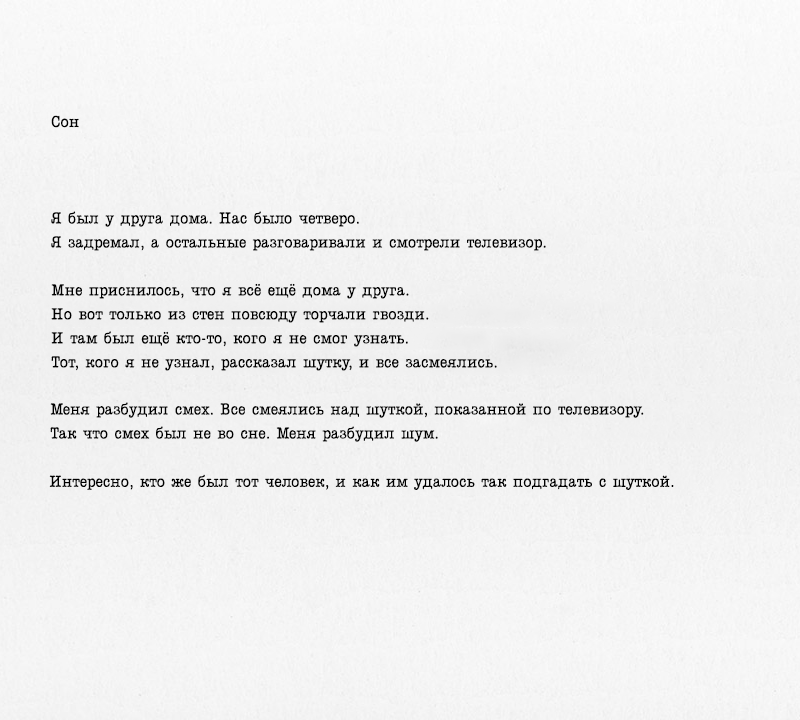 Сон
Я был у друга дома. Нас было четверо.
Я задремал, а остальные разговаривали и смотрели телевизор.
Мне приснилось, что я всё ещё дома у друга.
Но вот только из стен повсюду торчали гвозди.
И там был ещё кто-то, кого я не смог узнать.
Тот, кого я не узнал, рассказал шутку, и все засмеялись.
Меня разбудил смех. Все смеялись над шуткой, показанной по телевизору.
Так что смех был не во сне. Меня разбудил шум.
Интересно, кто же был тот человек, и как им удалось так подгадать с шуткой.